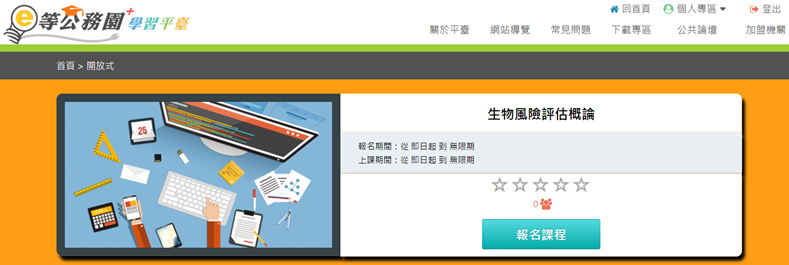 e等公務園+學習平臺
回首頁 個人專區 登出
關於平臺 網站導覽 常見問題 下載專區 公共論壇 加盟機關
首頁 > 開放式
25
生物風險評估概論
報名期間：從 即日起 到 無限期
上課期間：從 即日起 到 無限期
0
報名課程